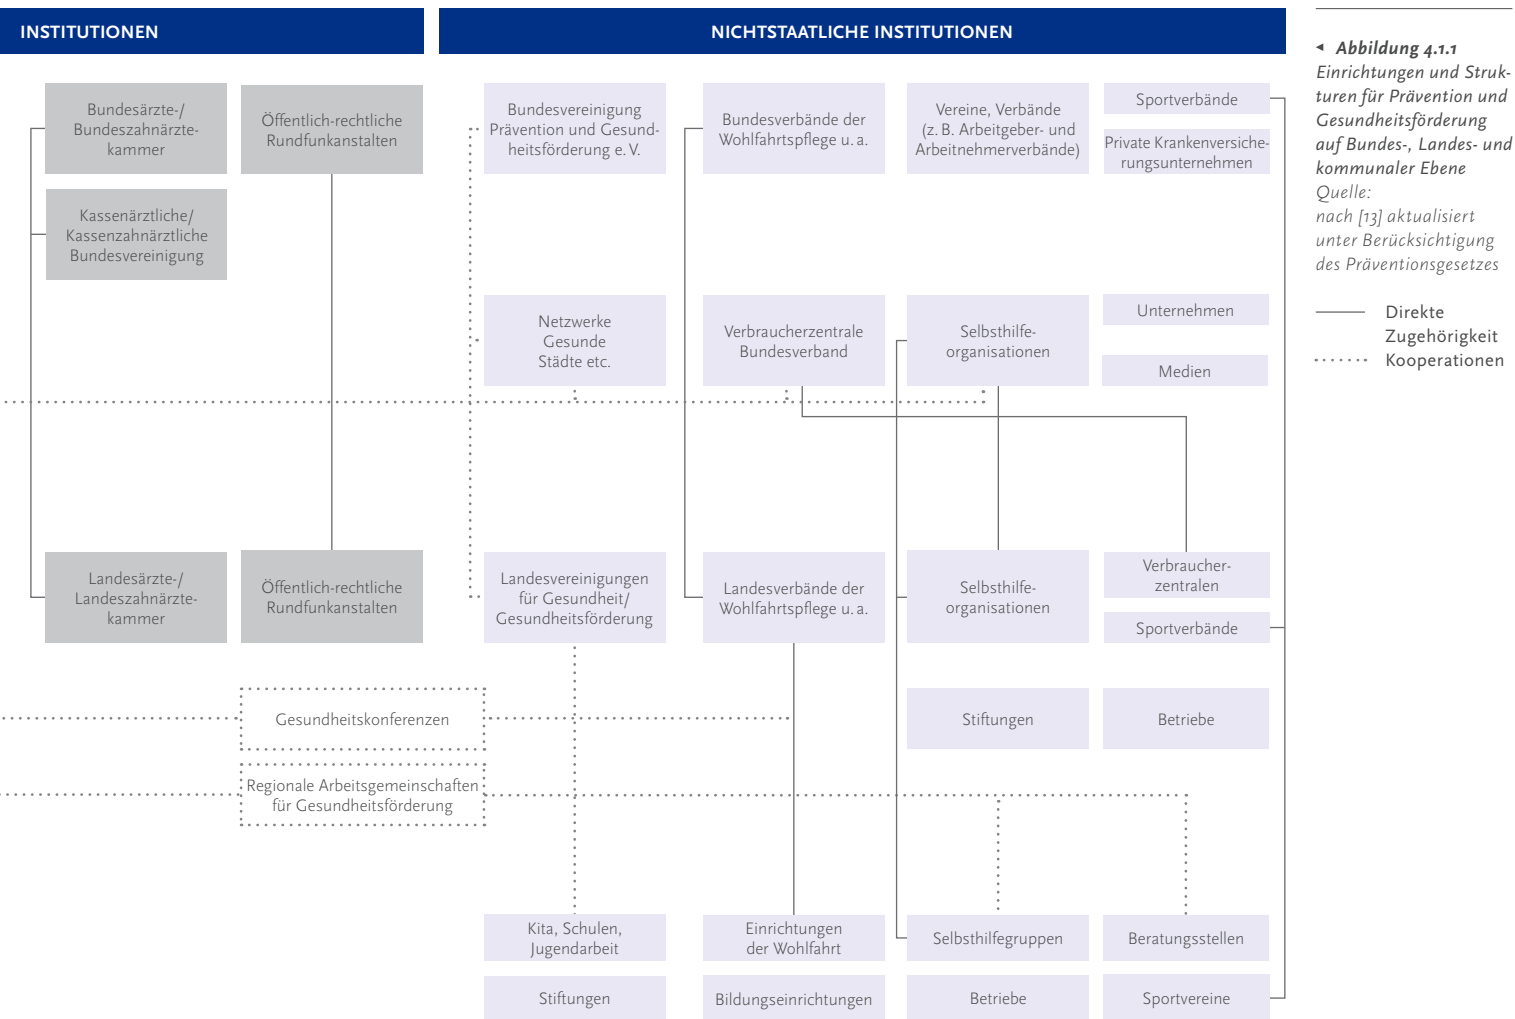 INSTITUTIONEN
NICHTSTAATLICHE INSTITUTIONEN
Bundesärzte-/
Bundeszahnärzte-
kammer
Öffentlich-rechtliche
Rundfunkanstalten
Bundesvereinigung
Prävention und Gesund-
heitsförderung e. V.
Bundesverbände der
Wohlfahrtspflege u. a.
Vereine, Verbände
(z. B. Arbeitgeber- und
Arbeitnehmerverbände)
Sportverbände
Private Krankenversiche-
rungsunternehmen
Kassenärztliche/
Kassenzahnärztliche
Bundesvereinigung
Netzwerke
Gesunde
Städte etc.
Verbraucherzentrale
Bundesverband
Selbsthilfe-
organisationen
Unternehmen
Medien
Landesärzte-/
Landeszahnärzte-
kammer
Öffentlich-rechtliche
Rundfunkanstalten
Landesvereinigungen
für Gesundheit/
Gesundheitsförderung
Landesverbände der
Wohlfahrtspflege u. a.
Selbsthilfe-
organisationen
Verbraucher-
zentralen
Sportverbände
Gesundheitskonferenzen
Stiftungen
Betriebe
Regionale Arbeitsgemeinschaften
für Gesundheitsförderung
Kita, Schulen,
Jugendarbeit
Einrichtungen
der Wohlfahrt
Selbsthilfegruppen
Beratungsstellen
Stiftungen
Bildungseinrichtungen
Betriebe
Sportvereine
◂ Abbildung 4.1.1
Einrichtungen und Struk-
turen für Prävention und
Gesundheitsförderung
auf Bundes-, Landes- und
kommunaler Ebene
Quelle:
nach [13] aktualisiert
unter Berücksichtigung
des Präventionsgesetzes
Direkte
Zugehörigkeit
Kooperationen